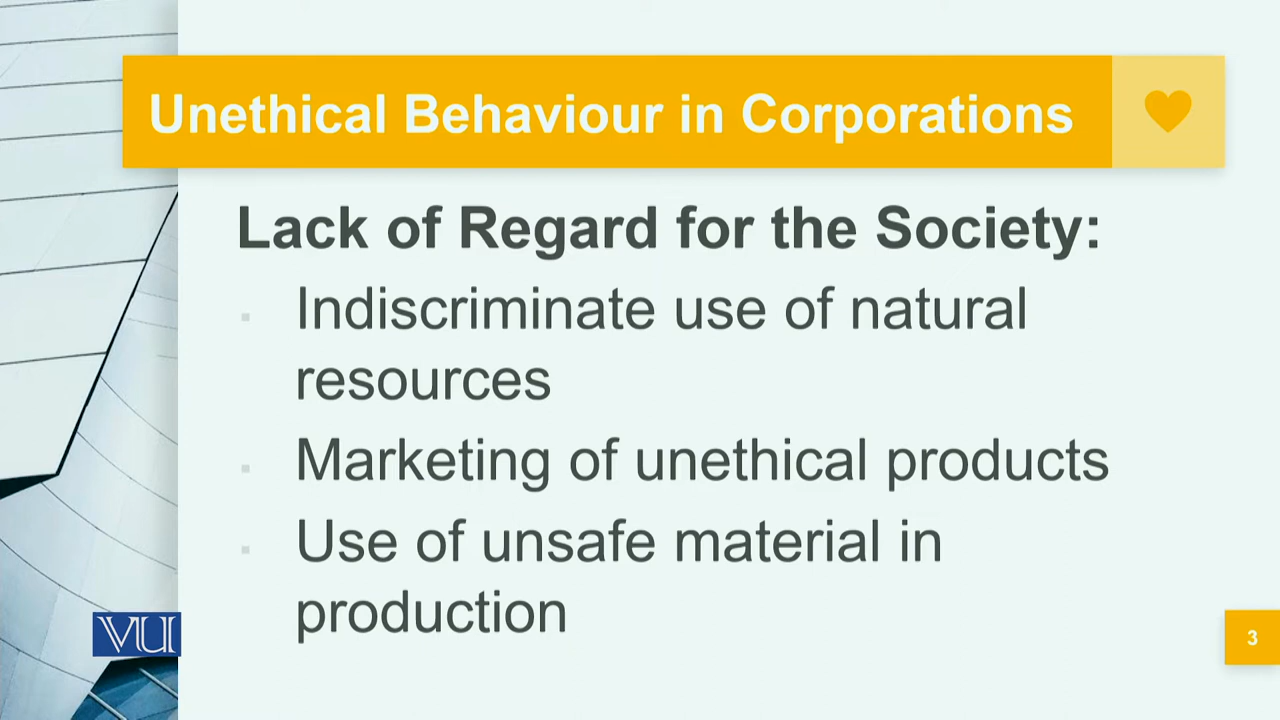 Unethical Behaviour in Corporations
Lack of Regard for the Society:
Indiscriminate use of natural
resources
Marketing of unethical products
Use of unsafe material in
production
VU
3